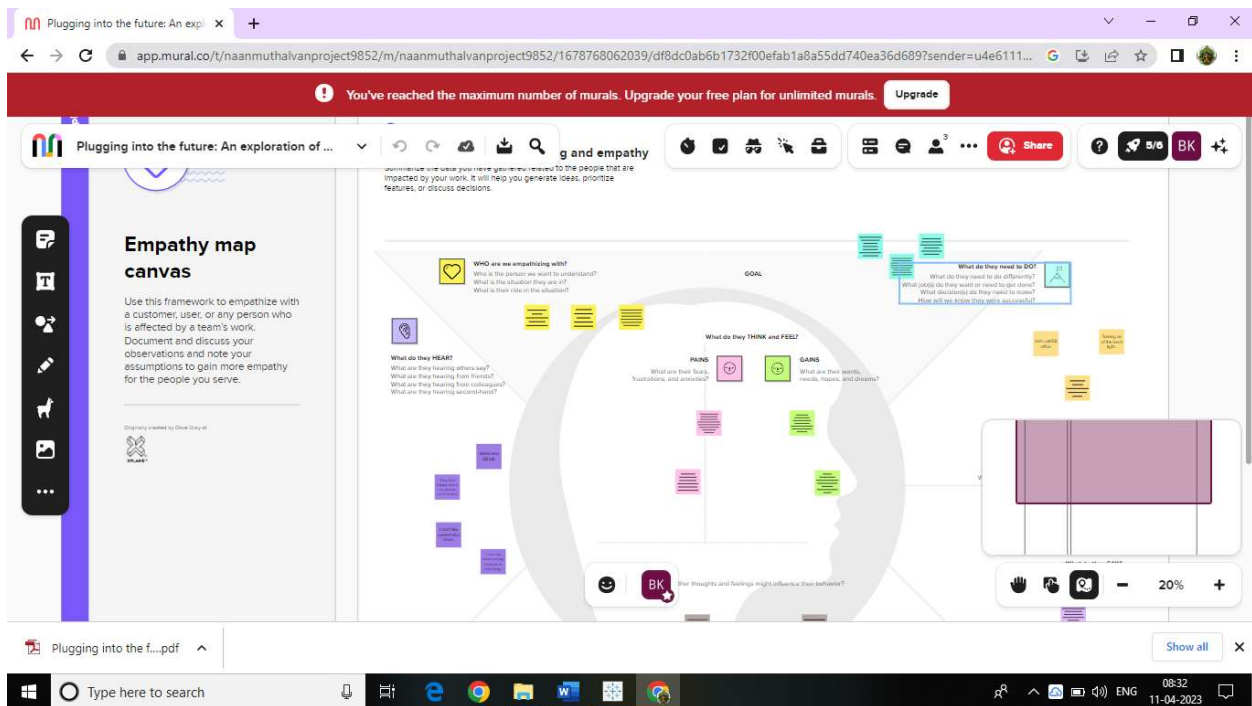 Plugging into the future: An exp
app.mural.co/t/naanmuthalvanproject9852/m/naanmuthalvanproject9852/1678768062039/df8dc0ab6b1732f00efab1a8a55dd740ea36d689?sender=u4e6111...
You've reached the maximum number of murals. Upgrade your free plan for unlimited murals.
Upgrade
Plugging into the future: An exploration of ...
3
Share
5/6
BK
g and empathy
Summarize the data you have gathered related to the people that are
impacted by your work. It will help you generate ideas, prioritize
features, or discuss decisions.
Empathy map
canvas
Use this framework to empathize with
a customer, user, or any person who
is affected by a team's work.
Document and discuss your
observations and note your
assumptions to gain more empathy
for the people you serve.
Originally created by Dave Gray at
XPLANE
WHO are we empathizing with?
Who is the person we want to understand?
What is the situation they are in?
What is their role in the situation?
GOAL
What do they need to DO?
What do they need to do differently?
What job(s) do they want or need to get done?
What decision(s) do they need to make?
How will we know they were successful?
What do they HEAR?
What are they hearing others say?
What are they hearing from friends?
What are they hearing from colleagues?
What are they hearing second-hand?
What do they THINK and FEEL?
PAINS
What are their fears,
frustrations, and anxieties?
GAINS
What are their wants,
needs, hopes, and dreams?
BK
her thoughts and feelings might influence their behavior?
20%
Plugging into the f....pdf
Show all
Type here to search
ENG
08:32
11-04-2023